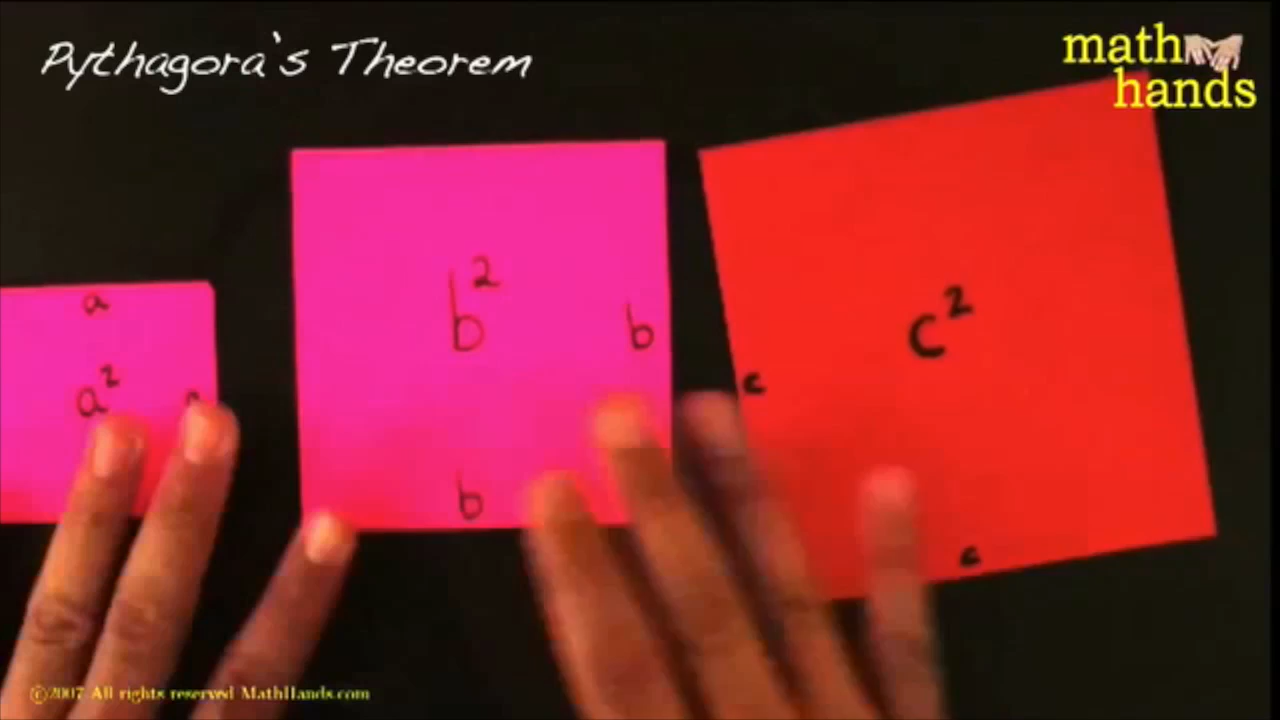 Pythagora's Theorem
math
hands
a
a²
b²
b
b
c²
c
c
©2007 All rights reserved MathHands.com